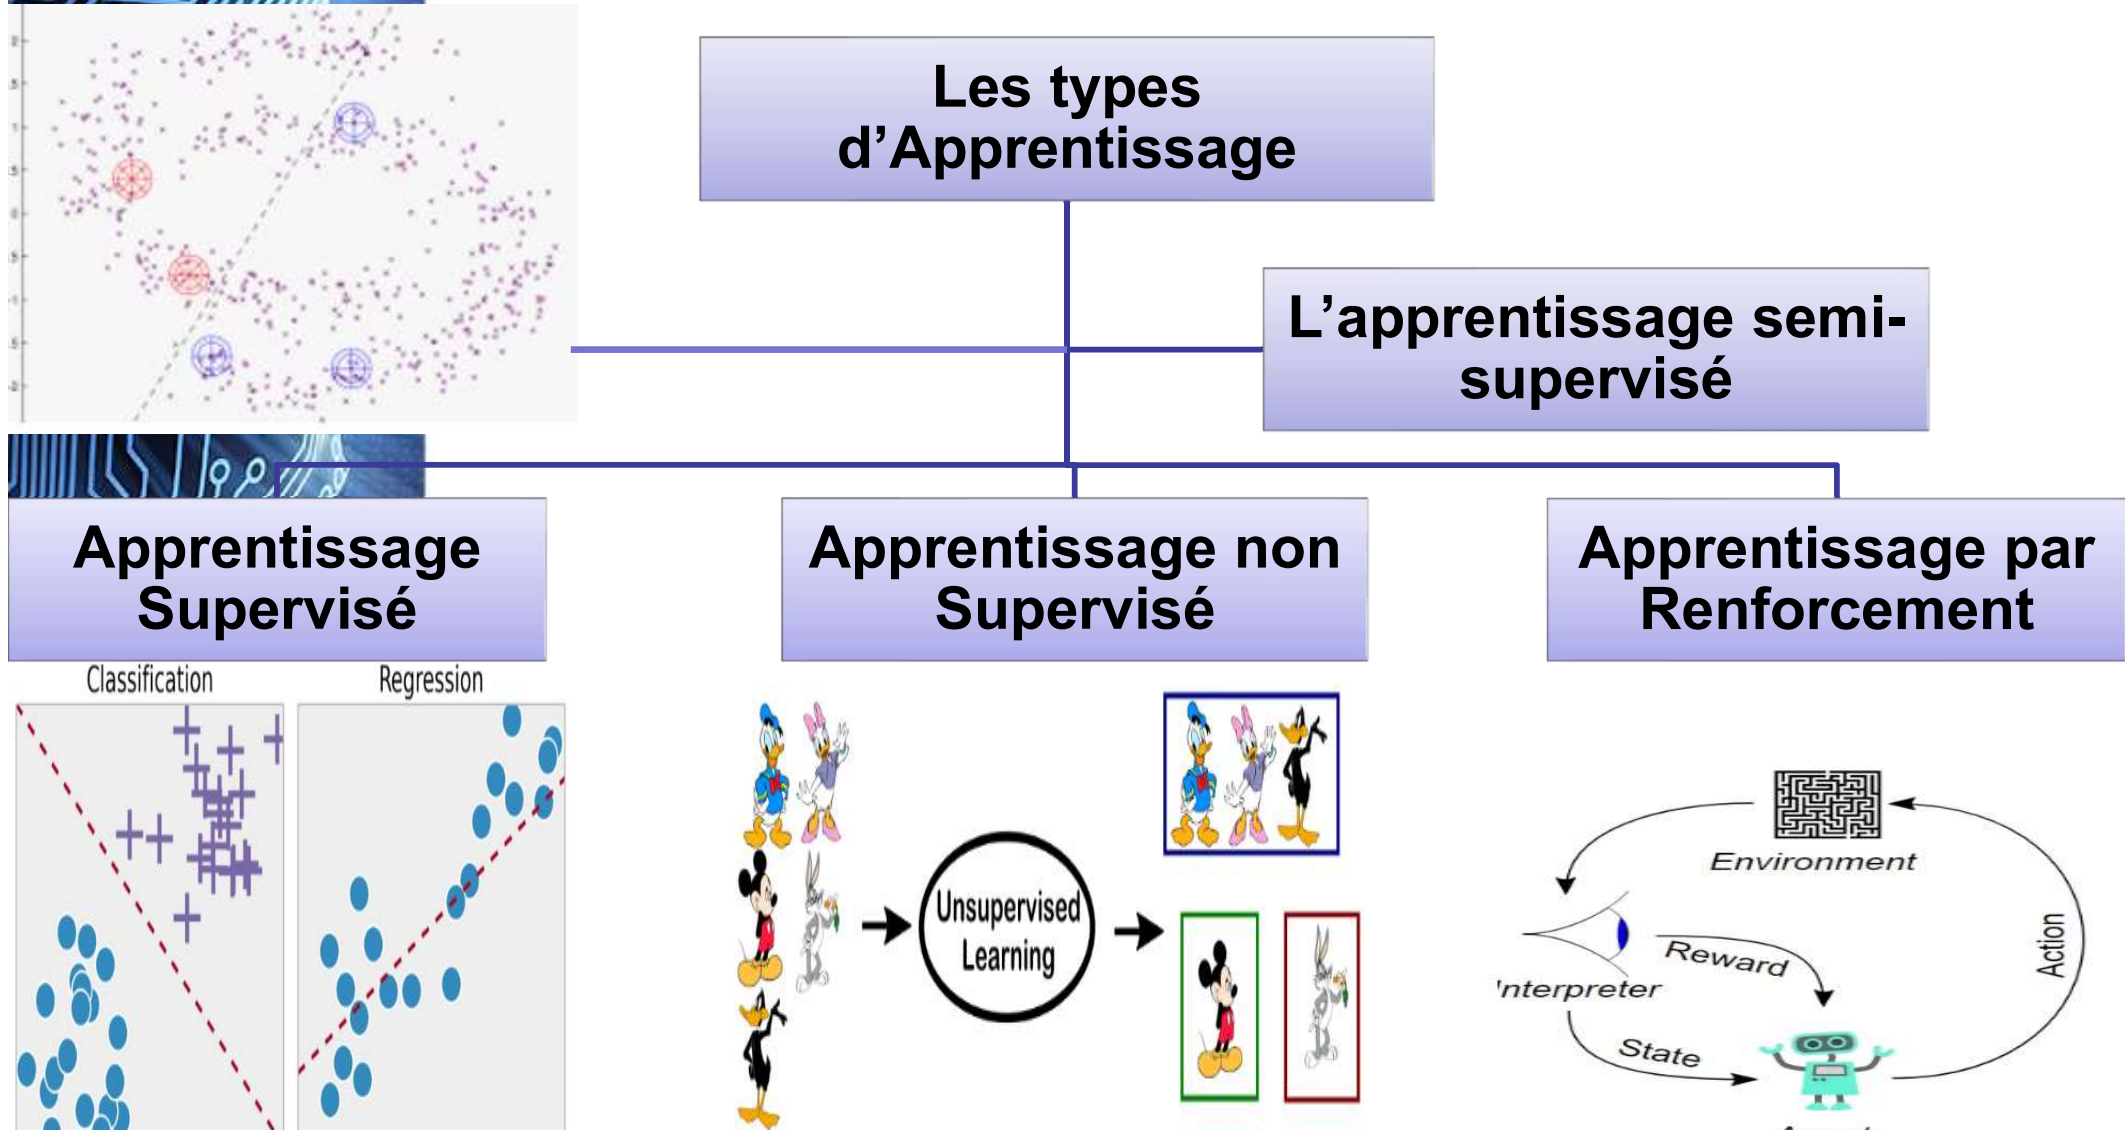 Les types
d’Apprentissage
L’apprentissage semi-
supervisé
Apprentissage
Supervisé
Apprentissage non
Supervisé
Apprentissage par
Renforcement
Classification
Regression
Unsupervised
Learning
Environment
Reward
Interpreter
State
Action